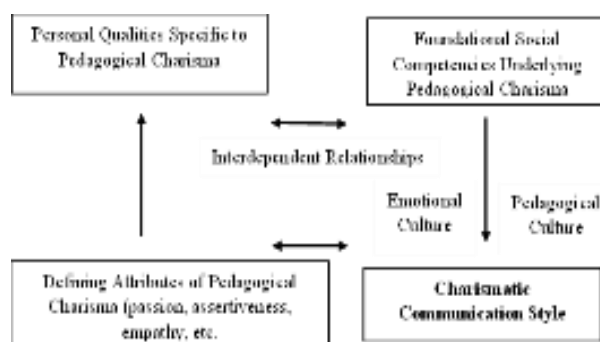 Personal Qualities Specific to
Pedagogical Charisma
Foundational Social
Competencies Underlying
Pedagogical Charisma
Interdependent Relationships
Emotional
Culture
Pedagogical
Culture
Defining Attributes of Pedagogical
Charisma (passion, assertiveness,
empathy, etc.
Charismatic
Communication Style